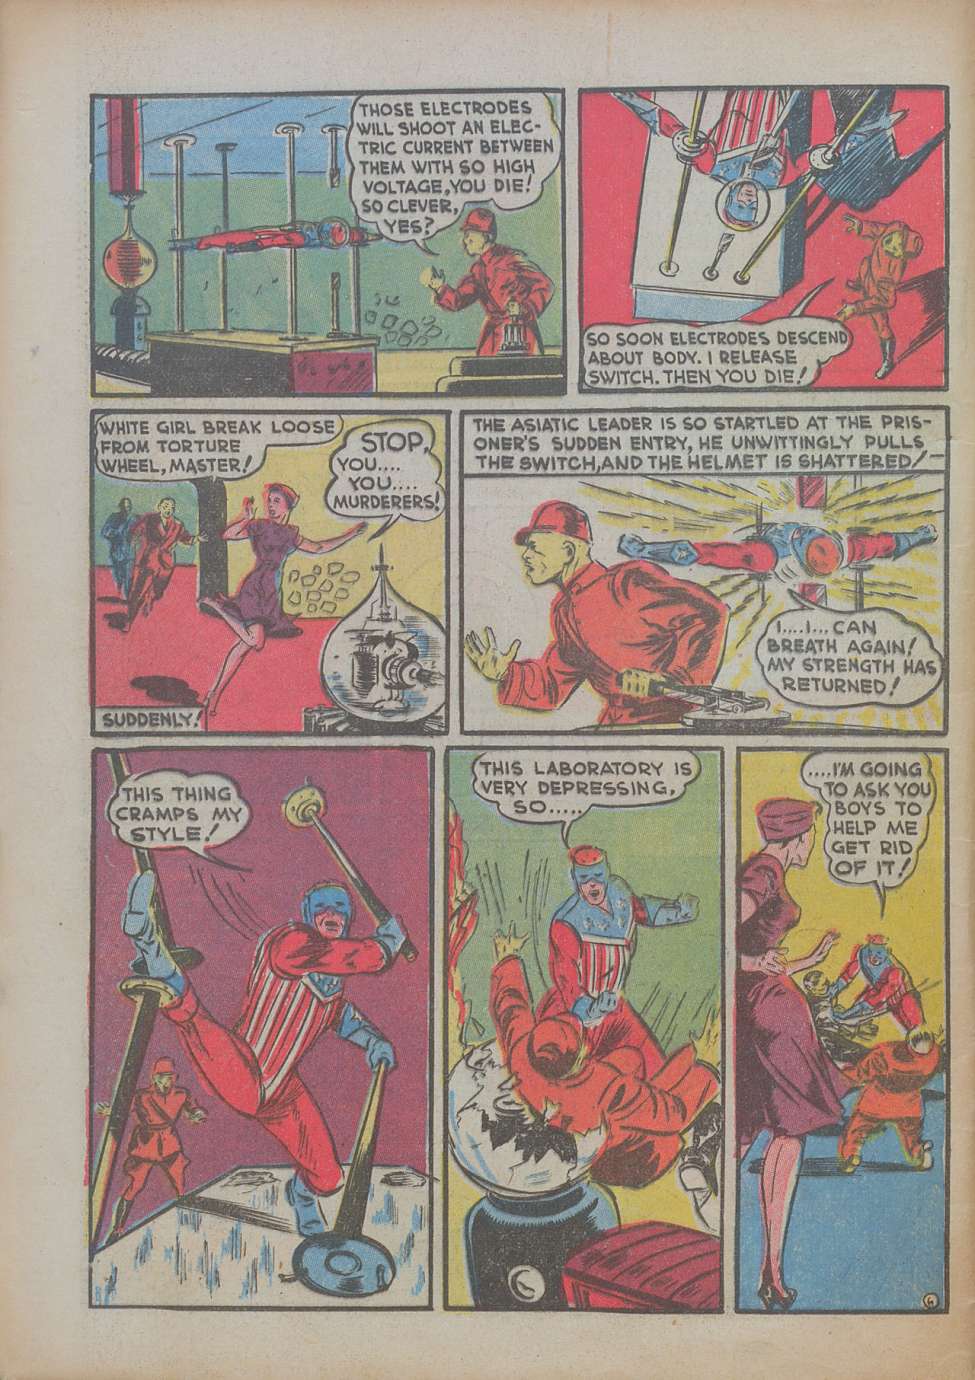 THOSE ELECTRODES
WILL SHOOT AN ELEC-
TRIC CURRENT BETWEEN
THEM WITH SO HIGH
VOLTAGE, YOU DIE!
SO CLEVER,
YES?
SO SOON ELECTRODES DESCEND
ABOUT BODY. I RELEASE
SWITCH. THEN YOU DIE!
WHITE GIRL BREAK LOOSE
FROM TORTURE
WHEEL, MASTER!
STOP,
YOU....
YOU....
MURDERERS!
SUDDENLY!
THE ASIATIC LEADER IS SO STARTLED AT THE PRIS-
ONER'S SUDDEN ENTRY, HE UNWITTINGLY PULLS
THE SWITCH, AND THE HELMET IS SHATTERED!—
I....I... CAN
BREATH AGAIN!
MY STRENGTH HAS
RETURNED!
THIS THING
CRAMPS MY
STYLE!
THIS LABORATORY IS
VERY DEPRESSING,
SO.....
....I'M GOING
TO ASK YOU
BOYS TO
HELP ME
GET RID
OF IT!
6